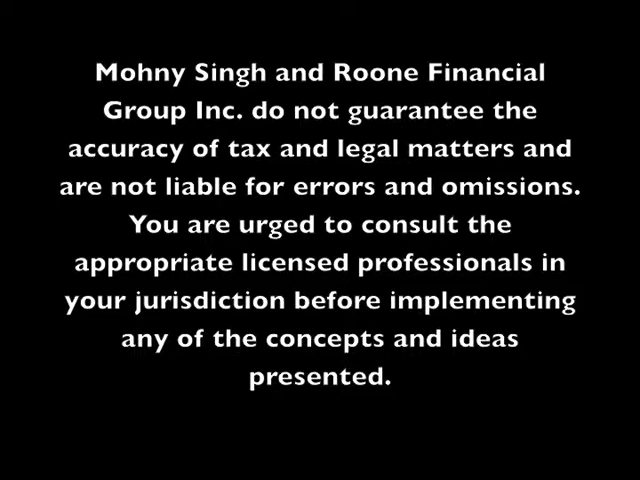 Mohny Singh and Roone Financial
Group Inc. do not guarantee the
accuracy of tax and legal matters and
are not liable for errors and omissions.
You are urged to consult the
appropriate licensed professionals in
your jurisdiction before implementing
any of the concepts and ideas
presented.